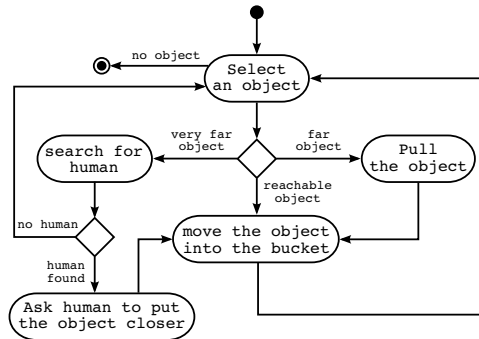 no object
Select
an object
very far
object
far
object
search for
human
Pull
the object
reachable
object
no human
move the object
into the bucket
human
found
Ask human to put
the object closer